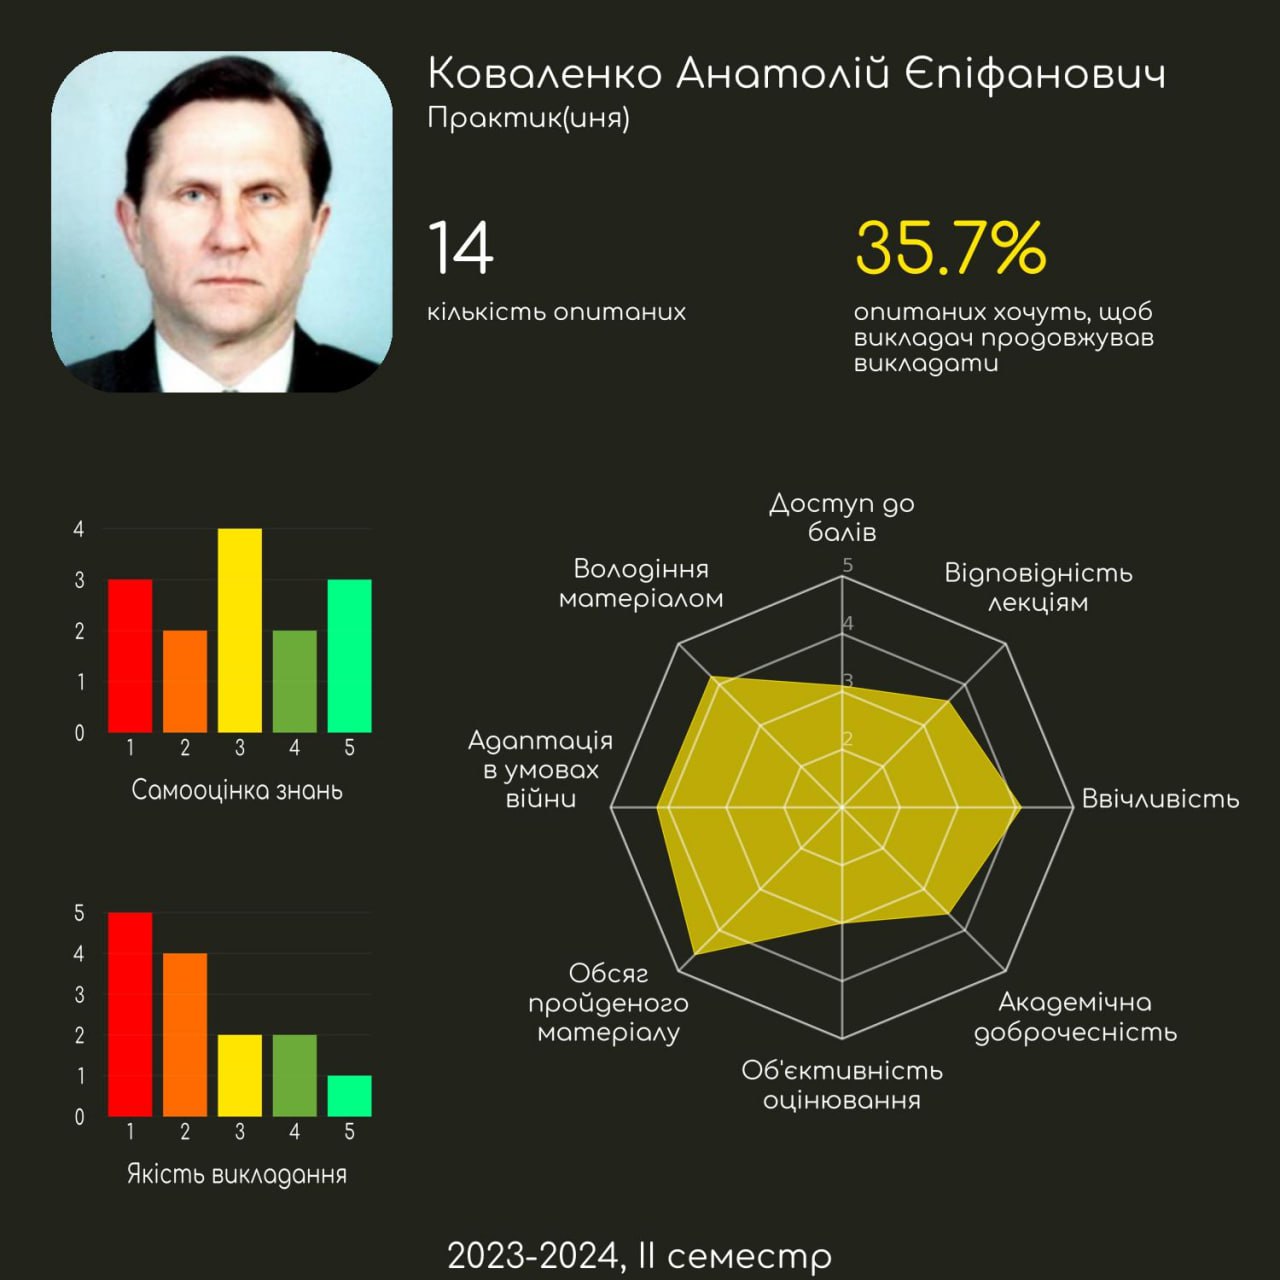 Коваленко Анатолій Єпіфанович
Практик(иня)
14
кількість опитаних
35.7%
опитаних хочуть, щоб
викладач продовжував
викладати
4
3
2
1
0
1 2 3 4 5
Самооцінка знань
5
4
3
2
1
0
1 2 3 4 5
Якість викладання
Доступ до
балів
Відповідність
лекціям
Ввічливість
Академічна
доброчесність
Об'єктивність
оцінювання
Обсяг
пройденого
матеріалу
Адаптація
в умовах
війни
Володіння
матеріалом
5
4
3
2
2023-2024, II семестр